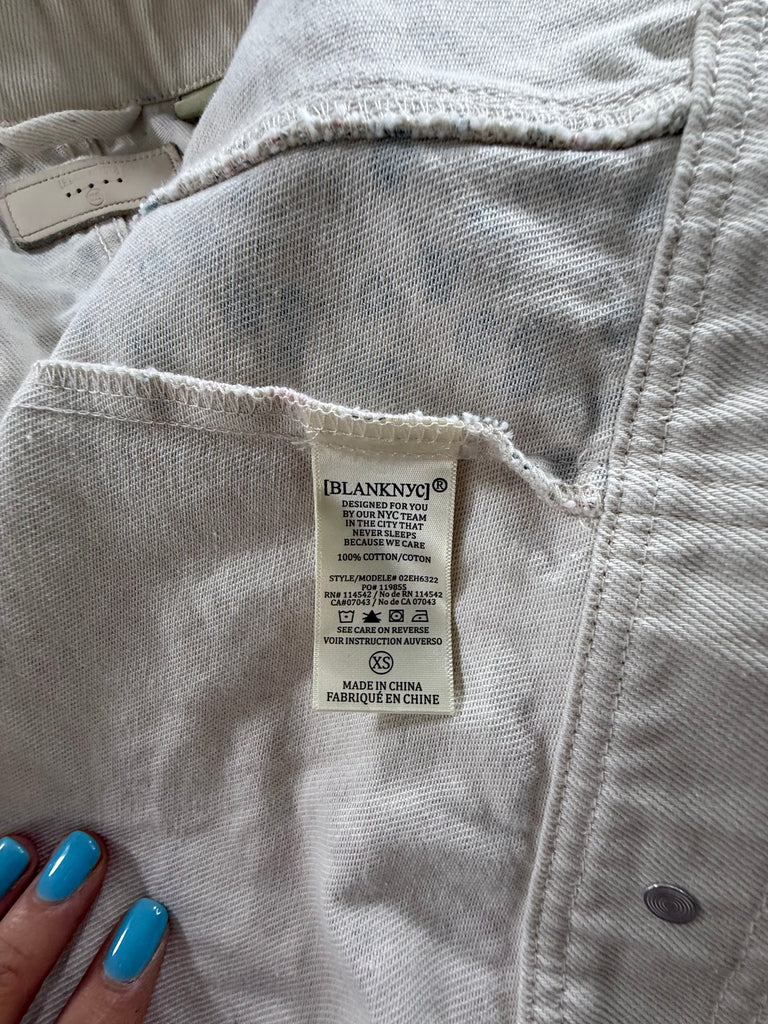 [BLANKNYC]®
DESIGNED FOR YOU
BY OUR NYC TEAM
IN THE CITY THAT
NEVER SLEEPS
BECAUSE WE CARE
100% COTTON/COTON
STYLE/MODELE# 02EH6322
PO# 119855
RN# 114542 / No de RN 114542
CA#07043 / No de CA 07043
SEE CARE ON REVERSE
VOIR INSTRUCTION AUVERSO
XS
MADE IN CHINA
FABRIQUÉ EN CHINE